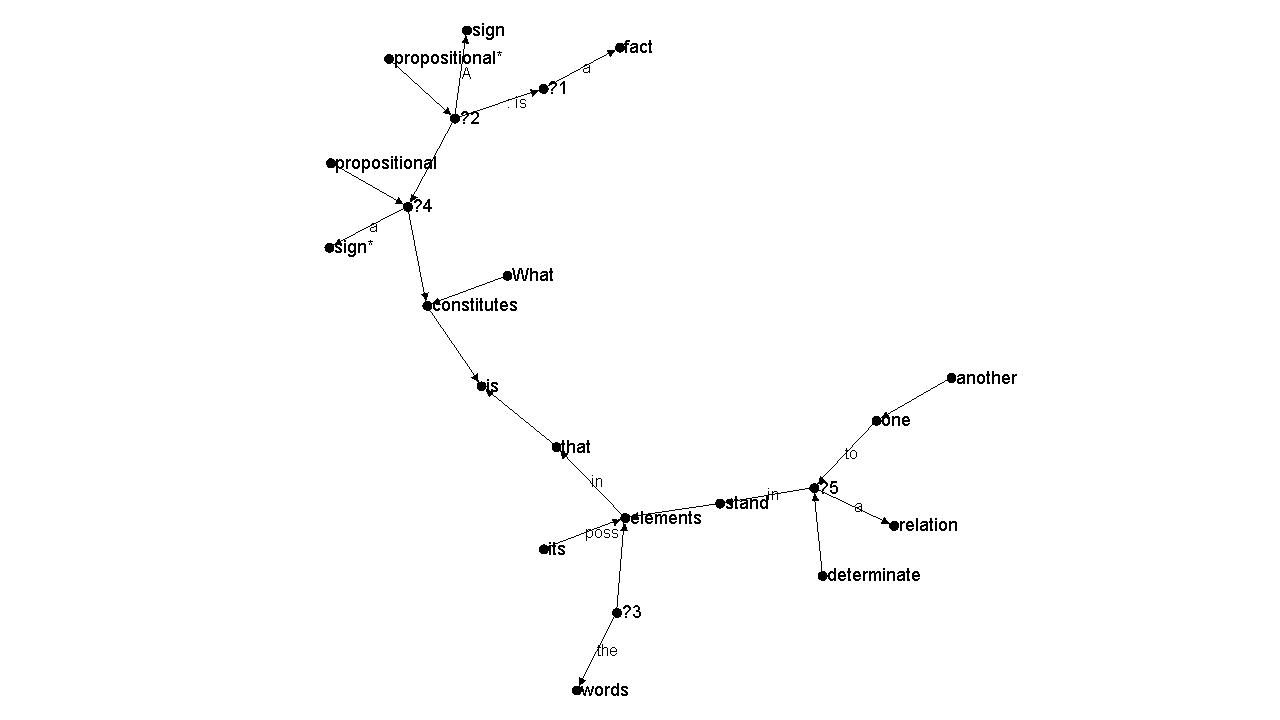 sign
fact
propositional*
A
a
?1
. is
?2
propositional
?4
a
sign*
What
constitutes
another
is
one
that
to
in
?5
in
stand
a
elements
relation
poss
its
determinate
?3
the
words